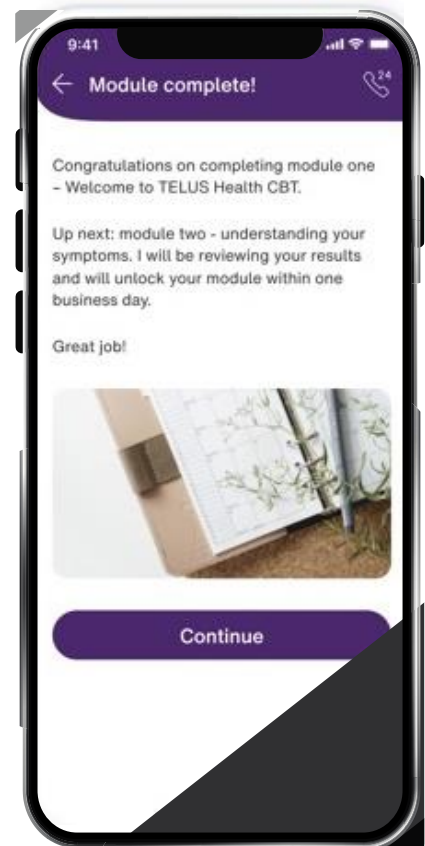 9:41
Module complete!
24
Congratulations on completing module one
– Welcome to TELUS Health CBT.
Up next: module two - understanding your
symptoms. I will be reviewing your results
and will unlock your module within one
business day.
Great job!
Continue